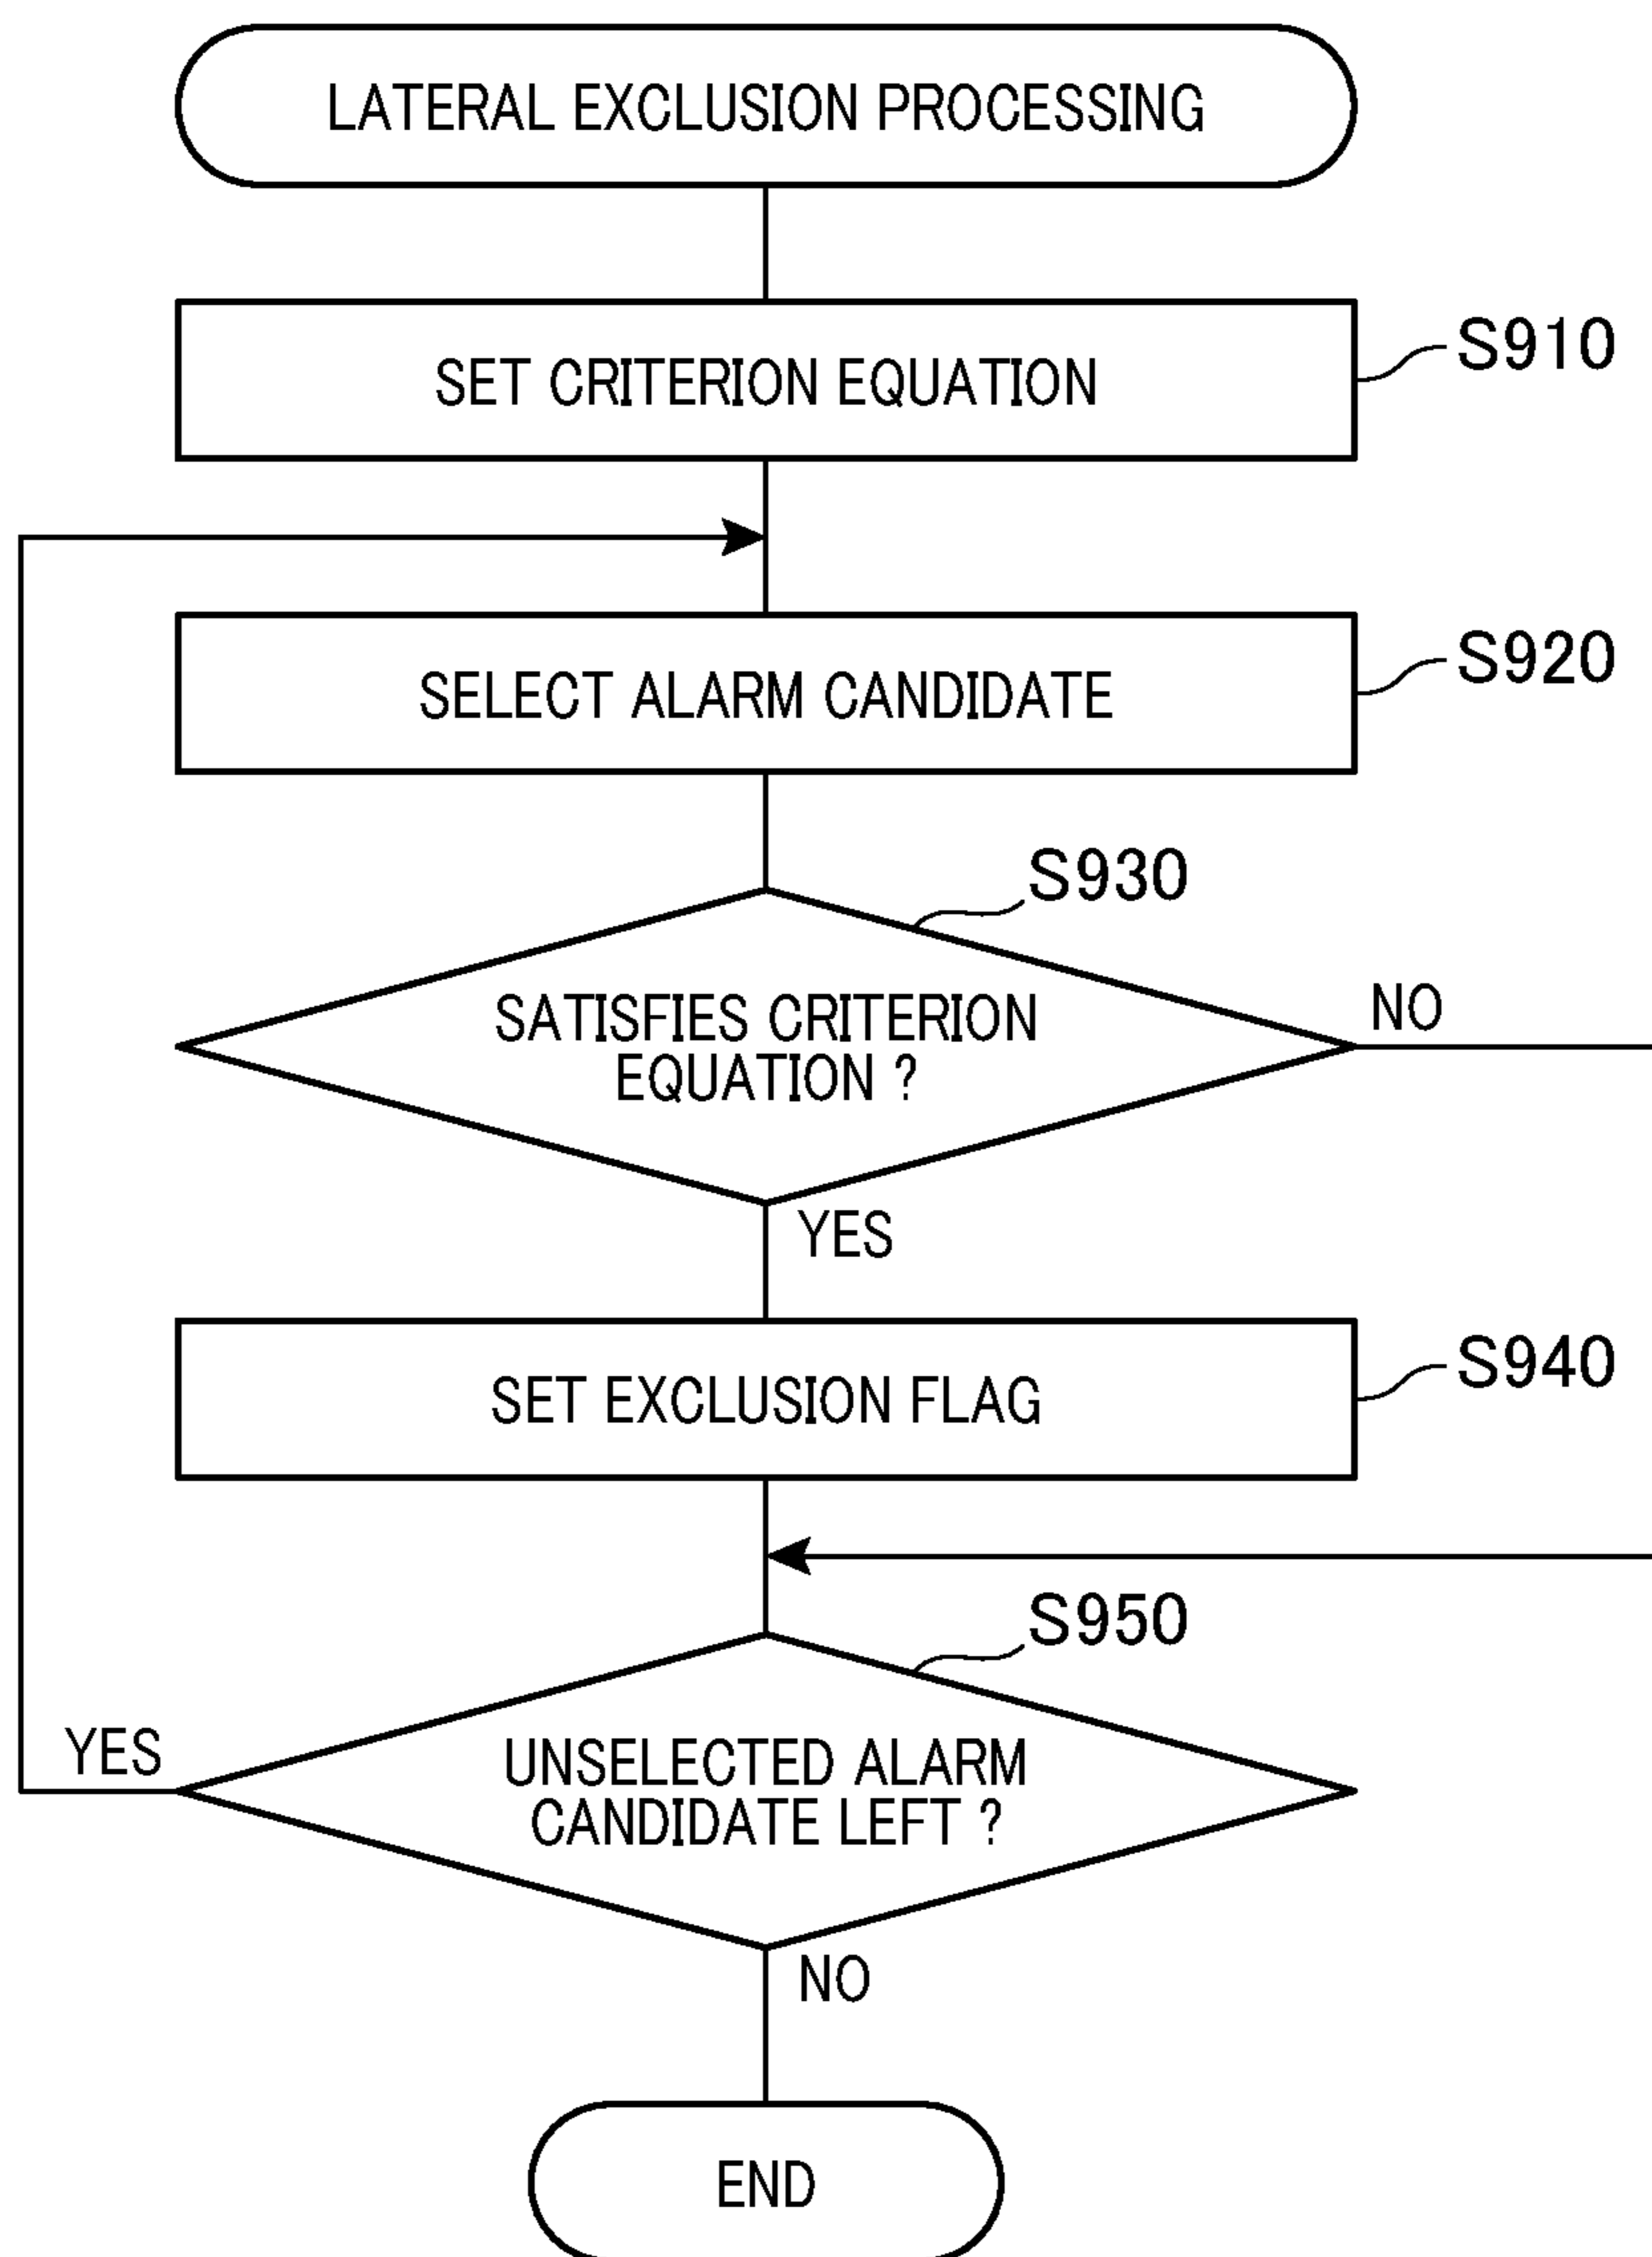 LATERAL EXCLUSION PROCESSING
SET CRITERION EQUATION
S910
SELECT ALARM CANDIDATE
S920
S930
SATISFIES CRITERION
EQUATION ?
NO
YES
SET EXCLUSION FLAG
S940
S950
UNSELECTED ALARM
CANDIDATE LEFT ?
YES
NO
END